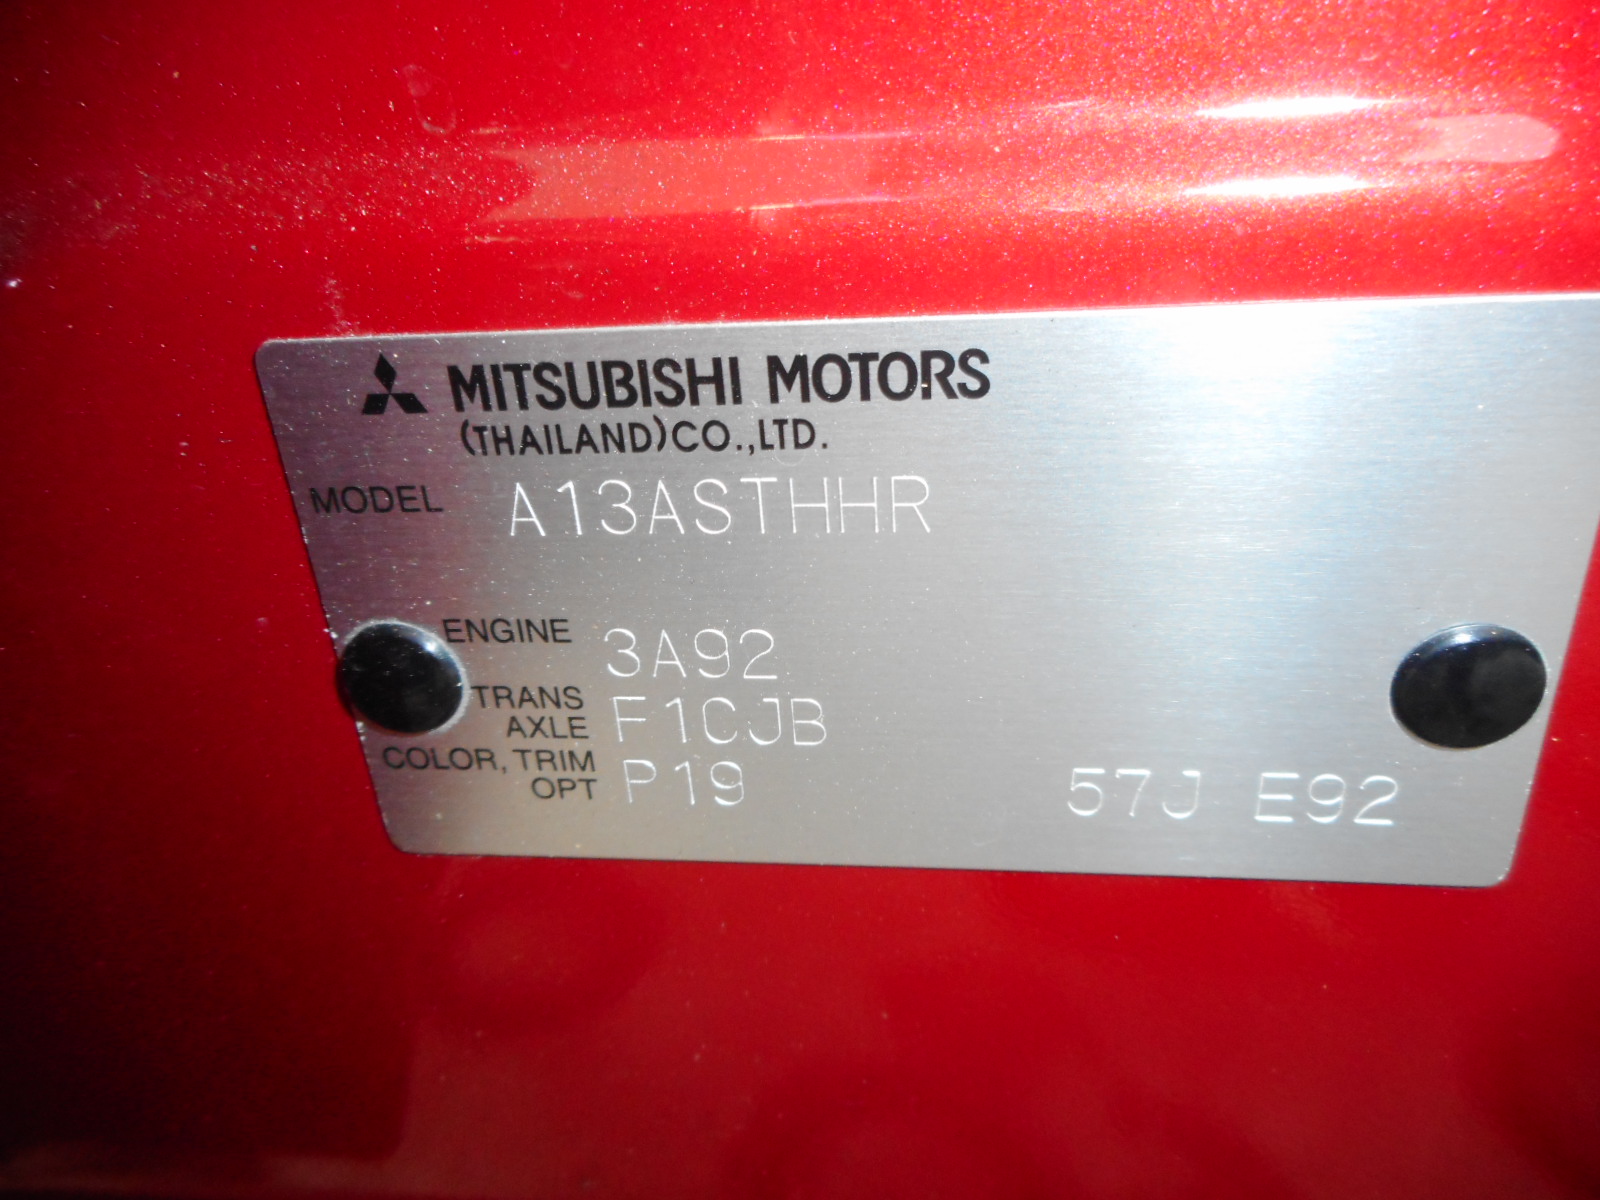 MITSUBISHI MOTORS
(THAILAND)CO.,LTD.
MODEL A13ASTHHR
ENGINE 3A92
TRANS
AXLE F1CJB
COLOR, TRIM
OPT P19 57J E92